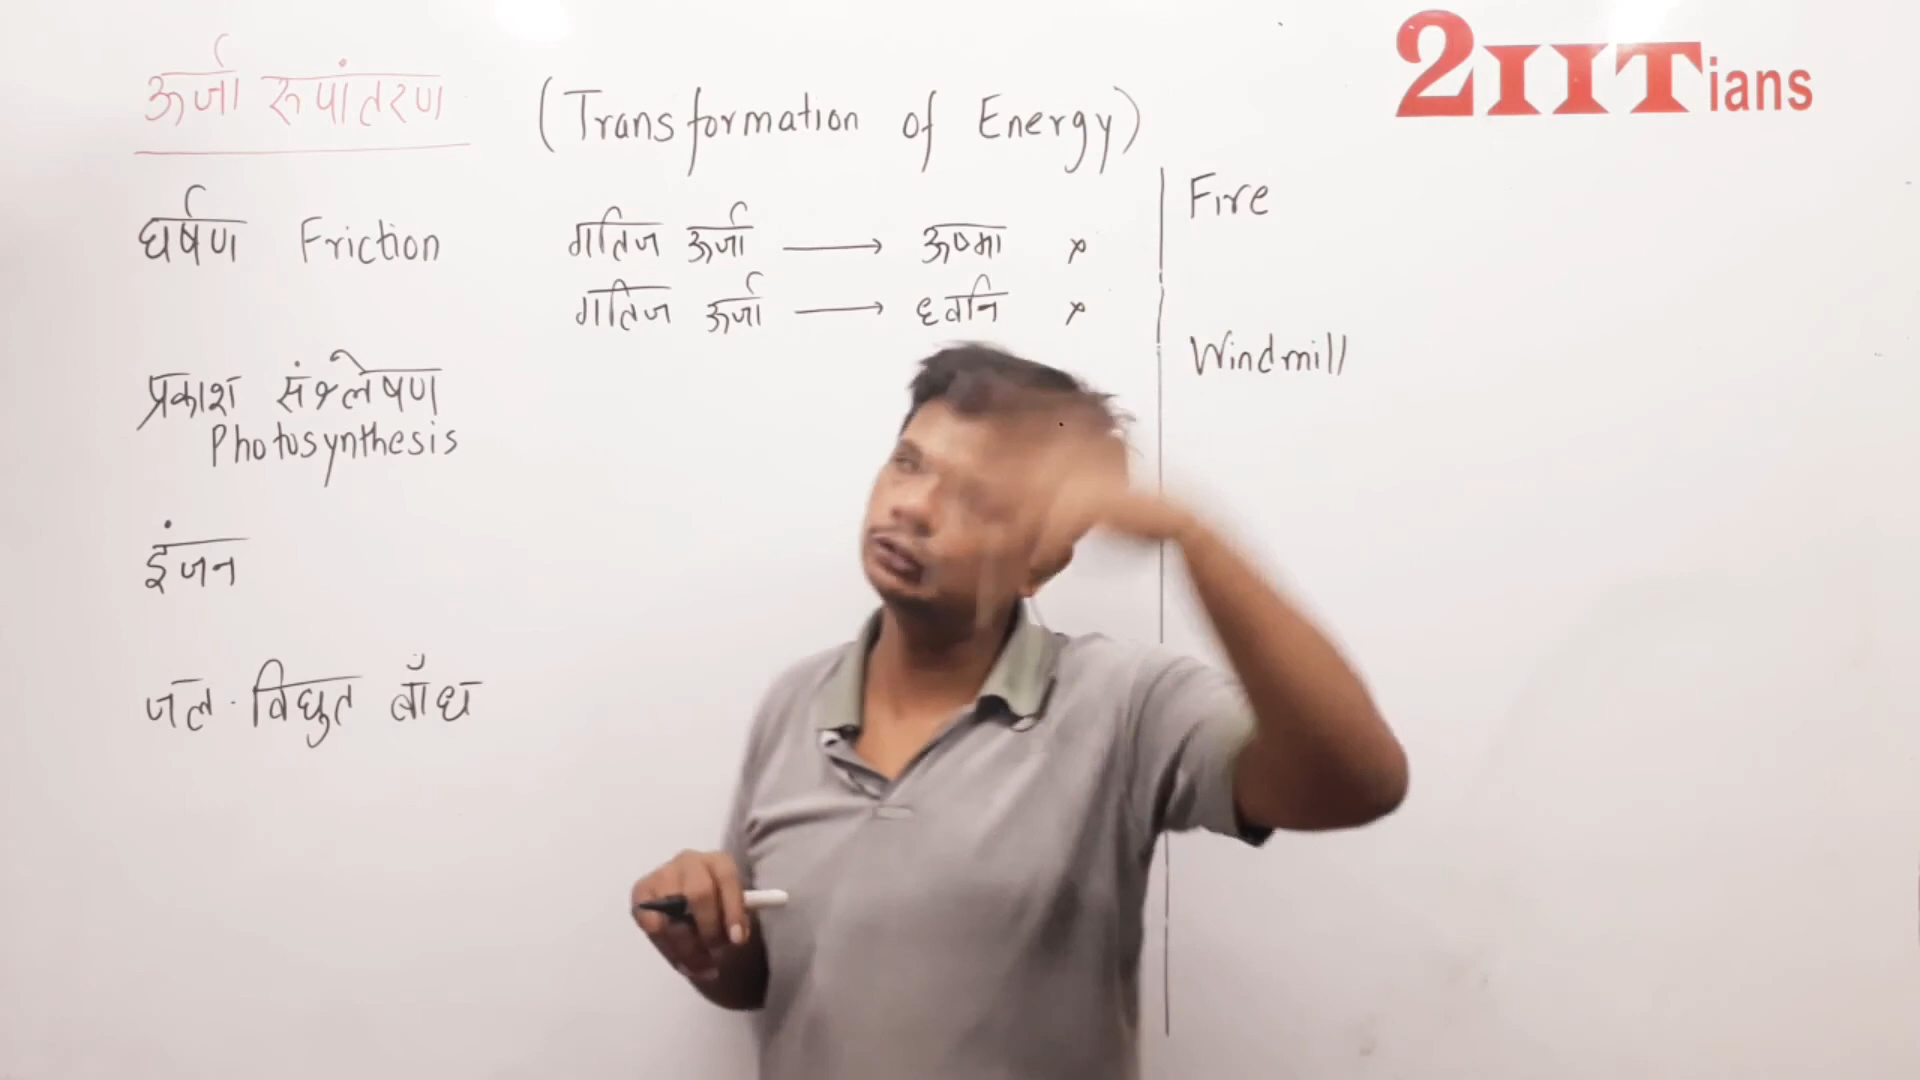 2IITians
ऊर्जा रूपांतरण (Transformation of Energy)
घर्षण Friction गतिज ऊर्जा ⟶ ऊष्मा ×
गतिज ऊर्जा ⟶ ध्वनि ×
प्रकाश संश्लेषण
Photosynthesis
इंजन
जल-विद्युत बाँध
Fire
Windmill